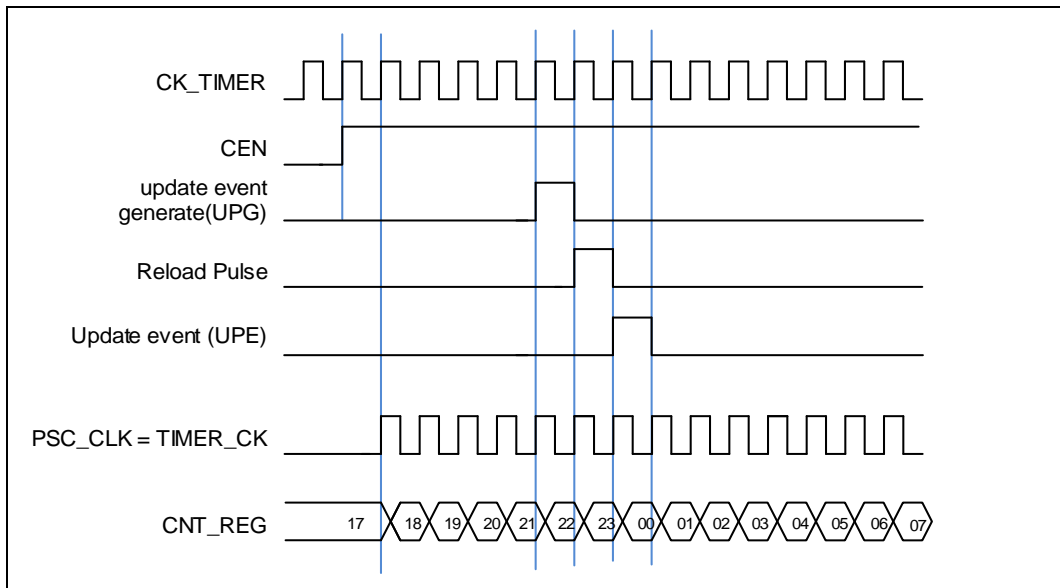 CK_TIMER
CEN
update event
generate(UPG)
Reload Pulse
Update event (UPE)
PSC_CLK = TIMER_CK
CNT_REG 17 18 19 20 21 22 23 00 01 02 03 04 05 06 07